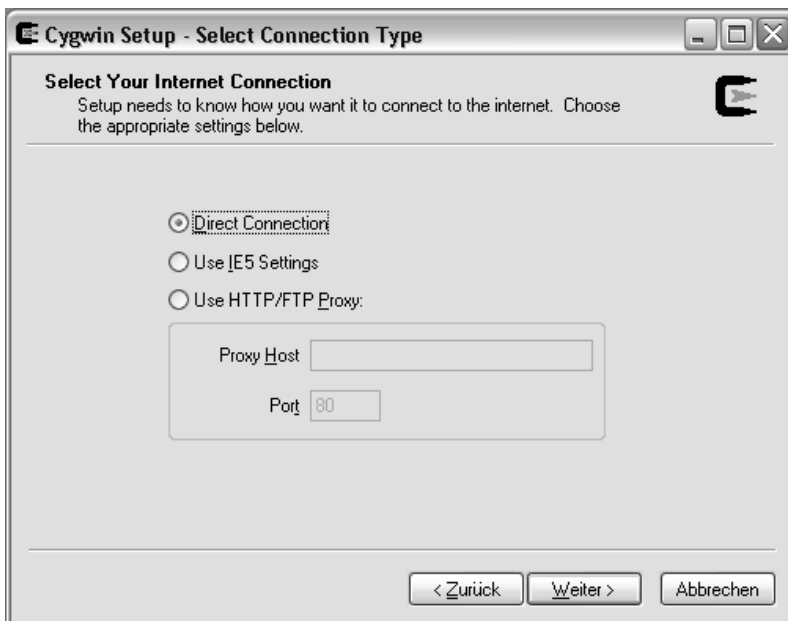 Cygwin Setup - Select Connection Type
Select Your Internet Connection
Setup needs to know how you want it to connect to the internet. Choose
the appropriate settings below.
Direct Connection
Use IE5 Settings
Use HTTP/FTP Proxy:
Proxy Host
Port 80
< Zurück Weiter > Abbrechen